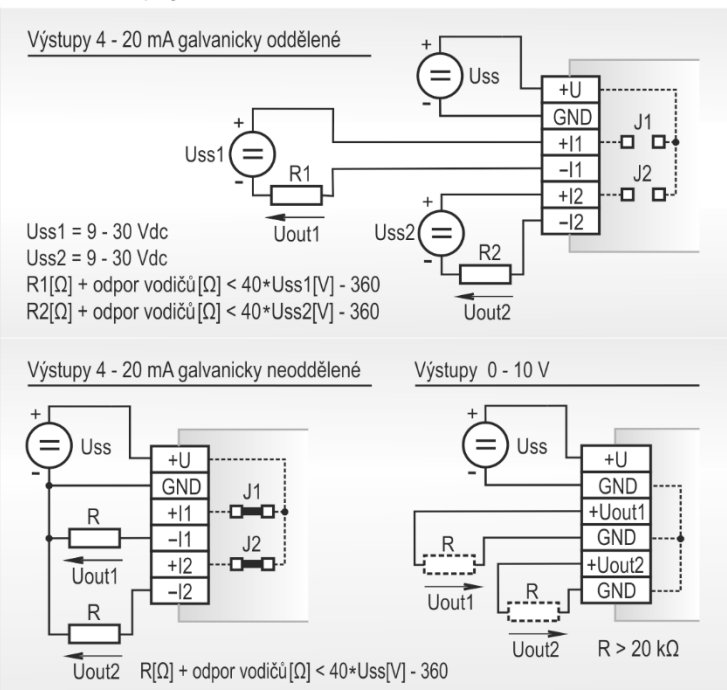 Výstupy 4 - 20 mA galvanicky oddělené
+
Uss
-
+U
GND
+I1
–I1
+I2
–I2
J1
J2
+
Uss1
-
R1
Uout1
+
Uss2
-
R2
Uout2
Uss1 = 9 - 30 Vdc
Uss2 = 9 - 30 Vdc
R1[Ω] + odpor vodičů[Ω] < 40*Uss1[V] - 360
R2[Ω] + odpor vodičů[Ω] < 40*Uss2[V] - 360
Výstupy 4 - 20 mA galvanicky neoddělené
+
Uss
-
+U
GND
+I1
–I1
+I2
–I2
J1
J2
R
Uout1
R
Uout2
R[Ω] + odpor vodičů[Ω] < 40*Uss[V] - 360
Výstupy 0 - 10 V
+
Uss
-
+U
GND
+Uout1
GND
+Uout2
GND
R
Uout1
R
Uout2
R > 20 kΩ